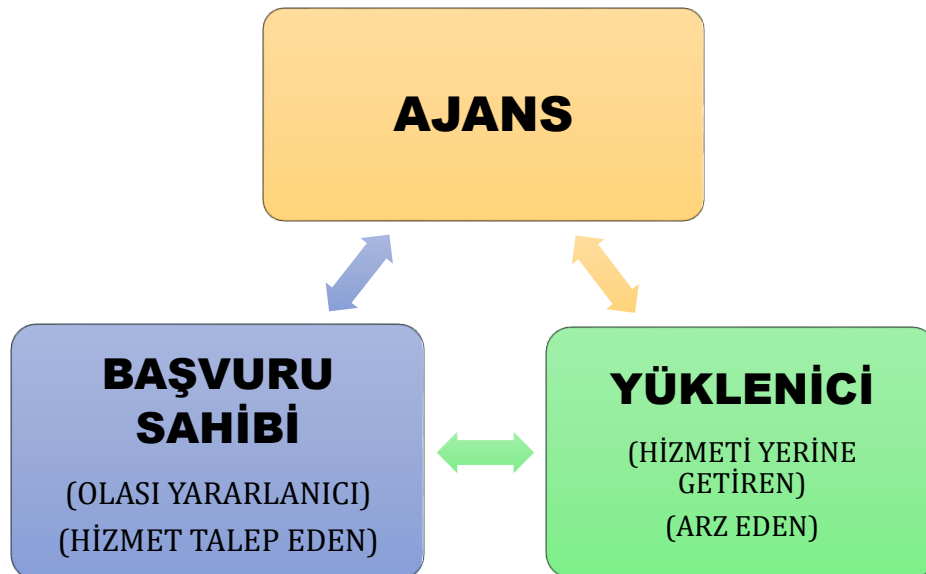 AJANS
BAŞVURU
SAHİBİ
(OLASI YARARLANICI)
(HİZMET TALEP EDEN)
YÜKLENİCİ
(HİZMETİ YERİNE
GETİREN)
(ARZ EDEN)